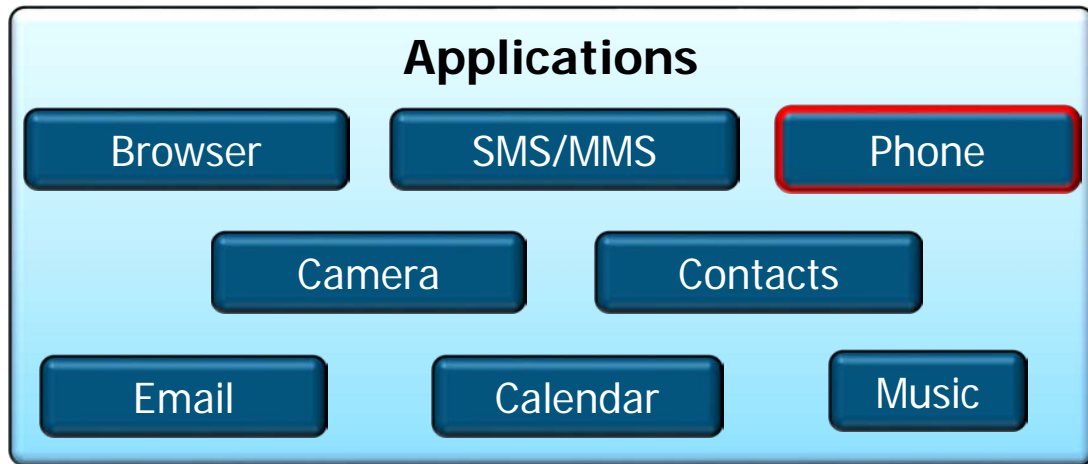 Applications
Browser SMS/MMS Phone
Camera Contacts
Email Calendar Music